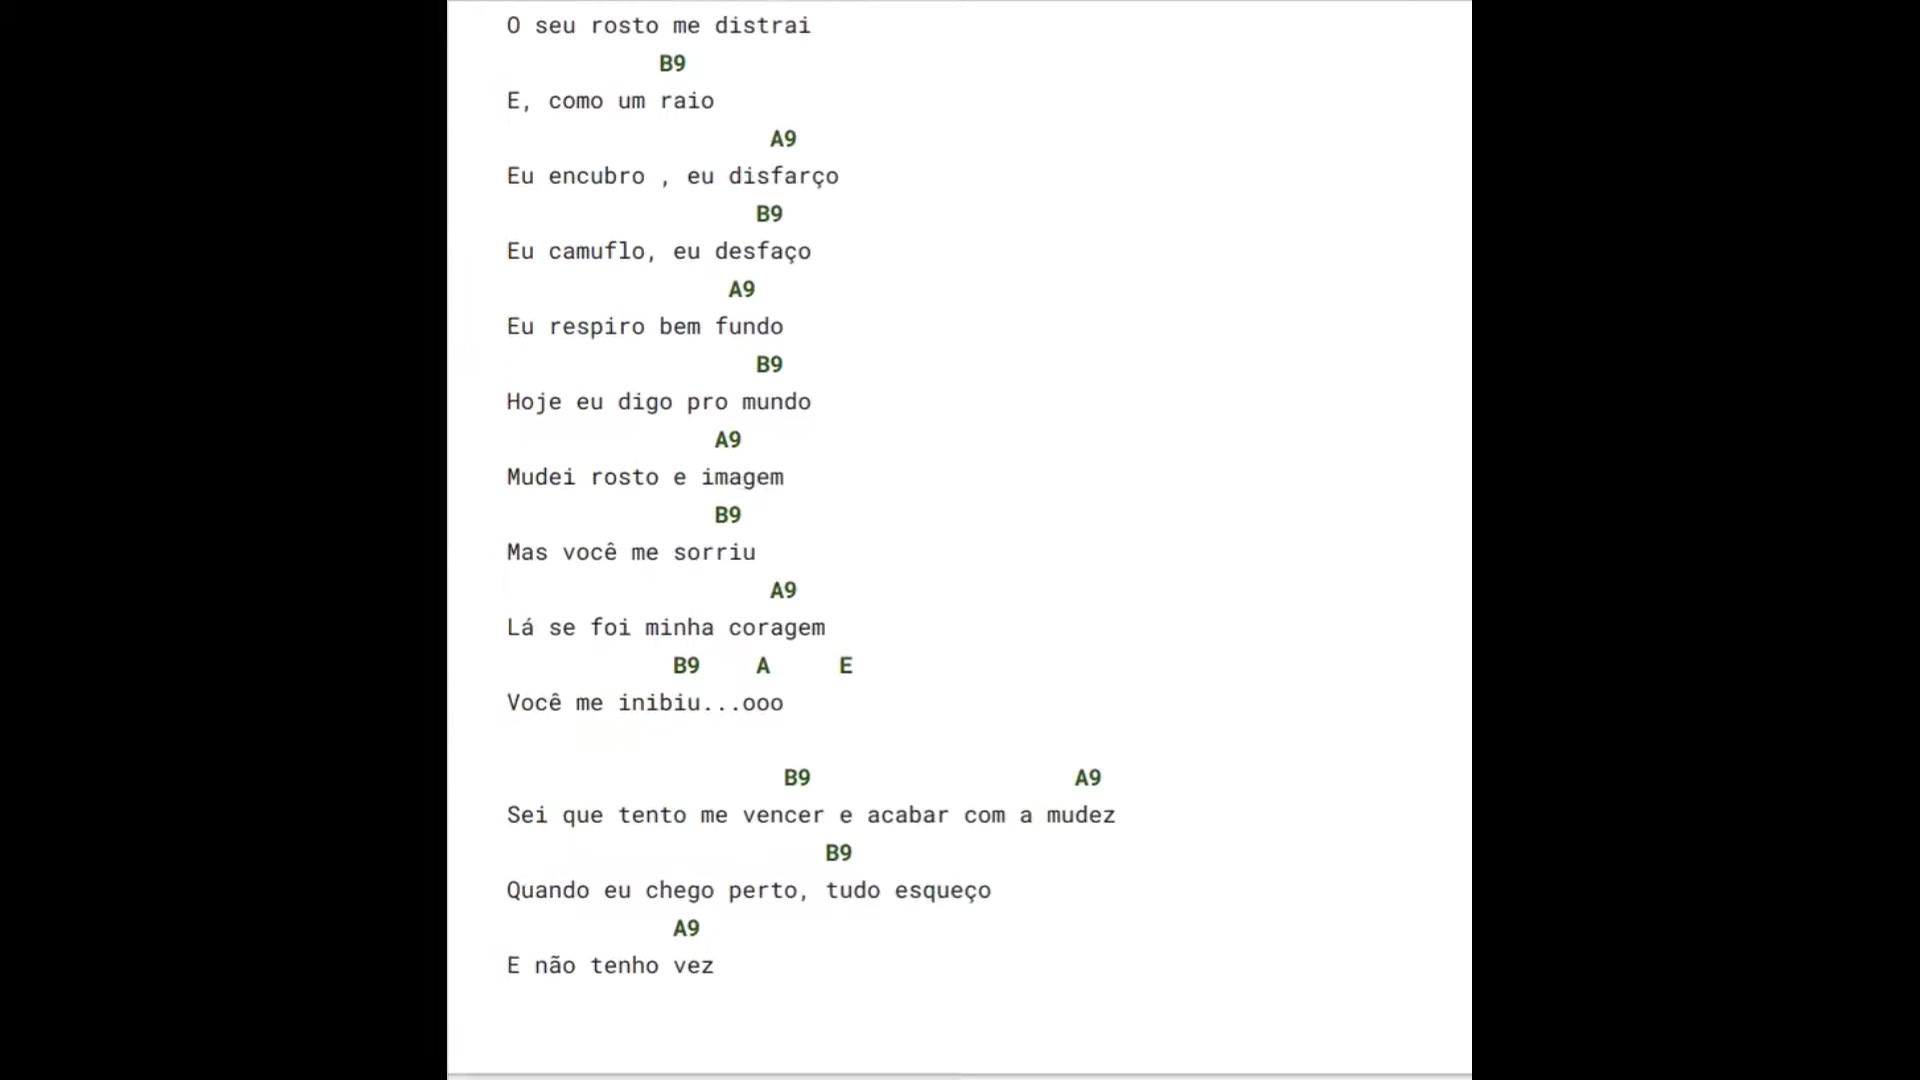 O seu rosto me distrai
B9
E, como um raio
A9
Eu encubro , eu disfarço
B9
Eu camuflo, eu desfaço
A9
Eu respiro bem fundo
B9
Hoje eu digo pro mundo
A9
Mudei rosto e imagem
B9
Mas você me sorriu
A9
Lá se foi minha coragem
B9 A E
Você me inibiu...ooo
B9 A9
Sei que tento me vencer e acabar com a mudez
B9
Quando eu chego perto, tudo esqueço
A9
E não tenho vez